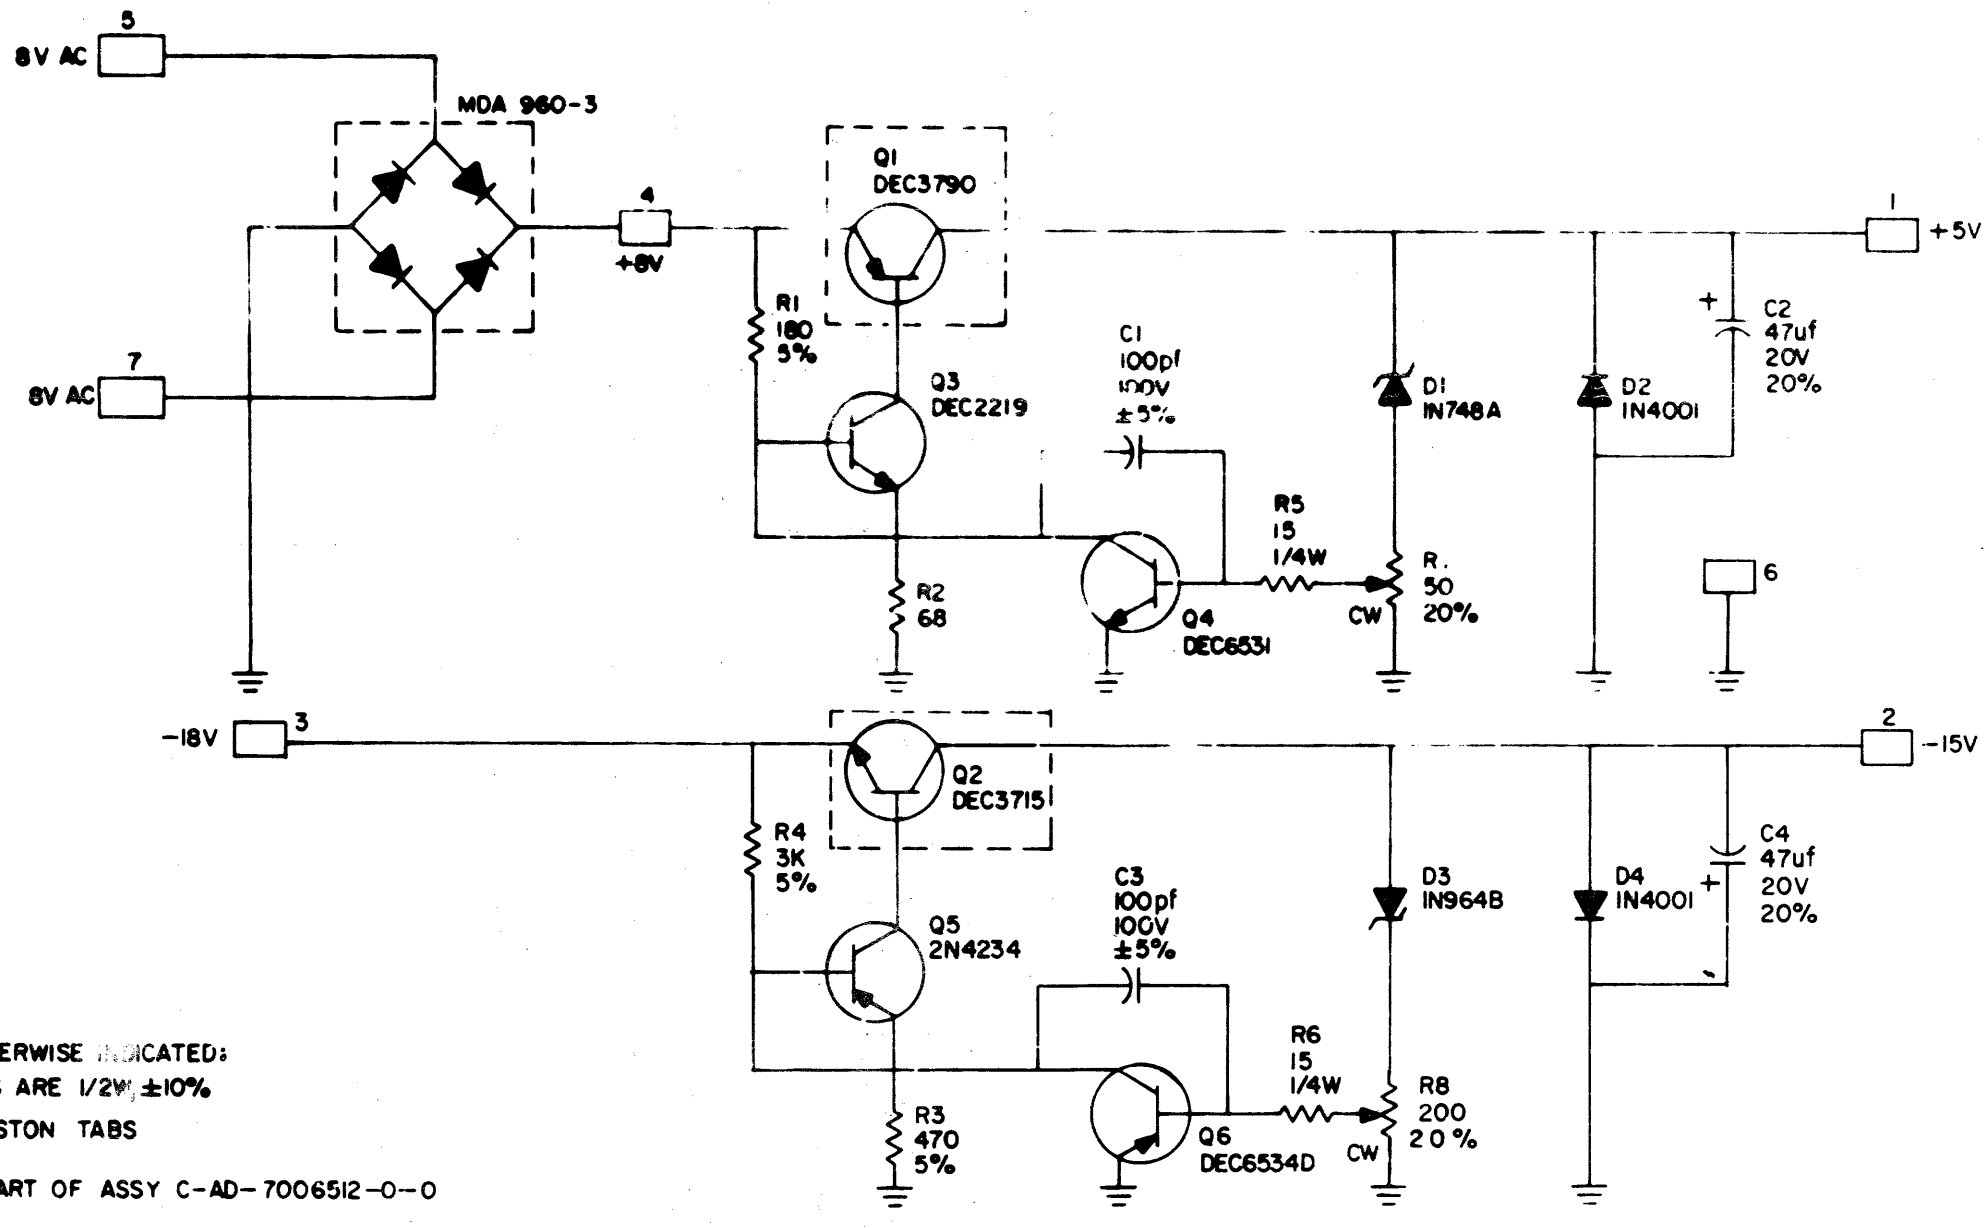 5
8V AC
MDA 960-3
4
+8V
7
8V AC
Q1
DEC3790
R1
180
5%
Q3
DEC2219
C1
100pf
100V
±5%
R2
68
Q4
DEC6531
R5
15
1/4W
CW
D1
IN748A
R.
50
20%
D2
IN4001
+
C2
47uf
20V
20%
1
+5V
6
-18V
3
Q2
DEC3715
R4
3K
5%
Q5
2N4234
C3
100pf
100V
±5%
R3
470
5%
Q6
DEC6534D
R6
15
1/4W
CW
D3
IN964B
R8
200
20%
D4
IN4001
C4
47uf
20V
20%
+
2
-15V
ERWISE INDICATED:
S ARE 1/2W, ±10%
STON TABS
ART OF ASSY C-AD-7006512-0-0